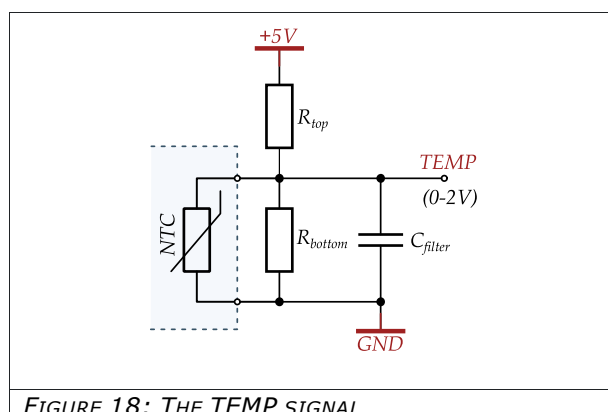 +5V
R_top
TEMP
(0-2V)
NTC
R_bottom
C_filter
GND
FIGURE 18: THE TEMP SIGNAL